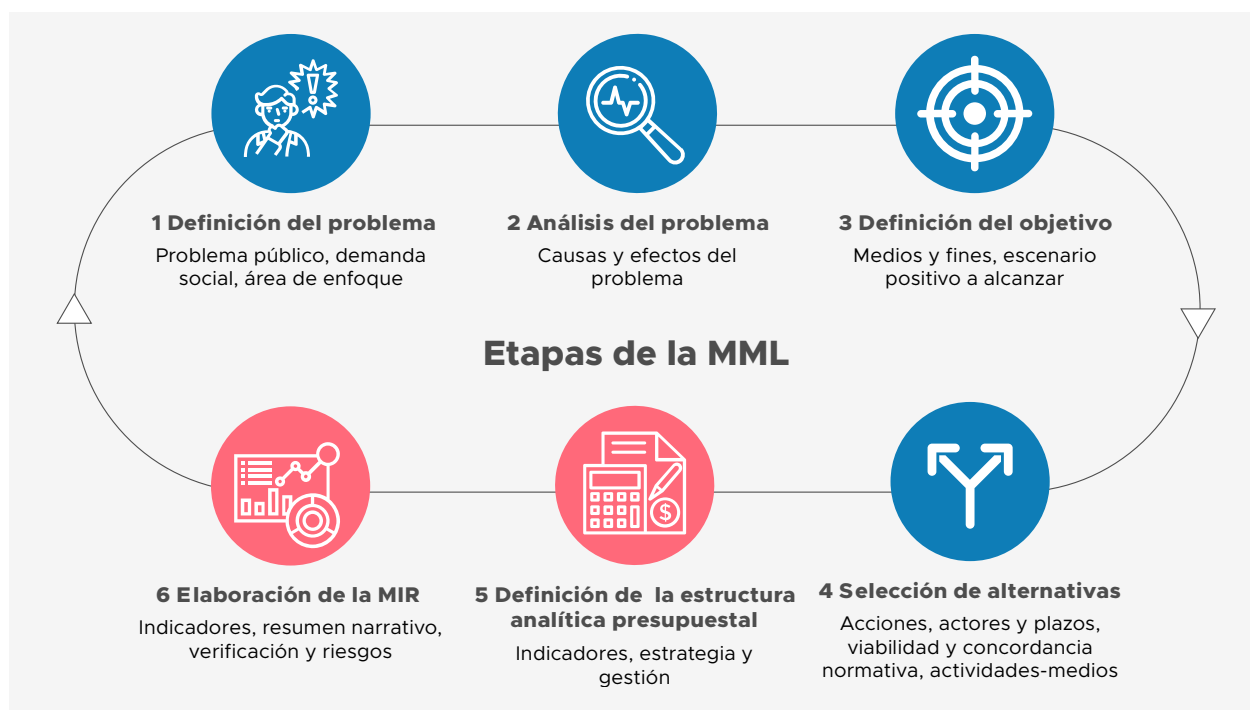 1 Definición del problema
Problema público, demanda
social, área de enfoque
2 Análisis del problema
Causas y efectos del
problema
3 Definición del objetivo
Medios y fines, escenario
positivo a alcanzar
Etapas de la MML
6 Elaboración de la MIR
Indicadores, resumen narrativo,
verificación y riesgos
5 Definición de la estructura
analítica presupuestal
Indicadores, estrategia y
gestión
4 Selección de alternativas
Acciones, actores y plazos,
viabilidad y concordancia
normativa, actividades-medios